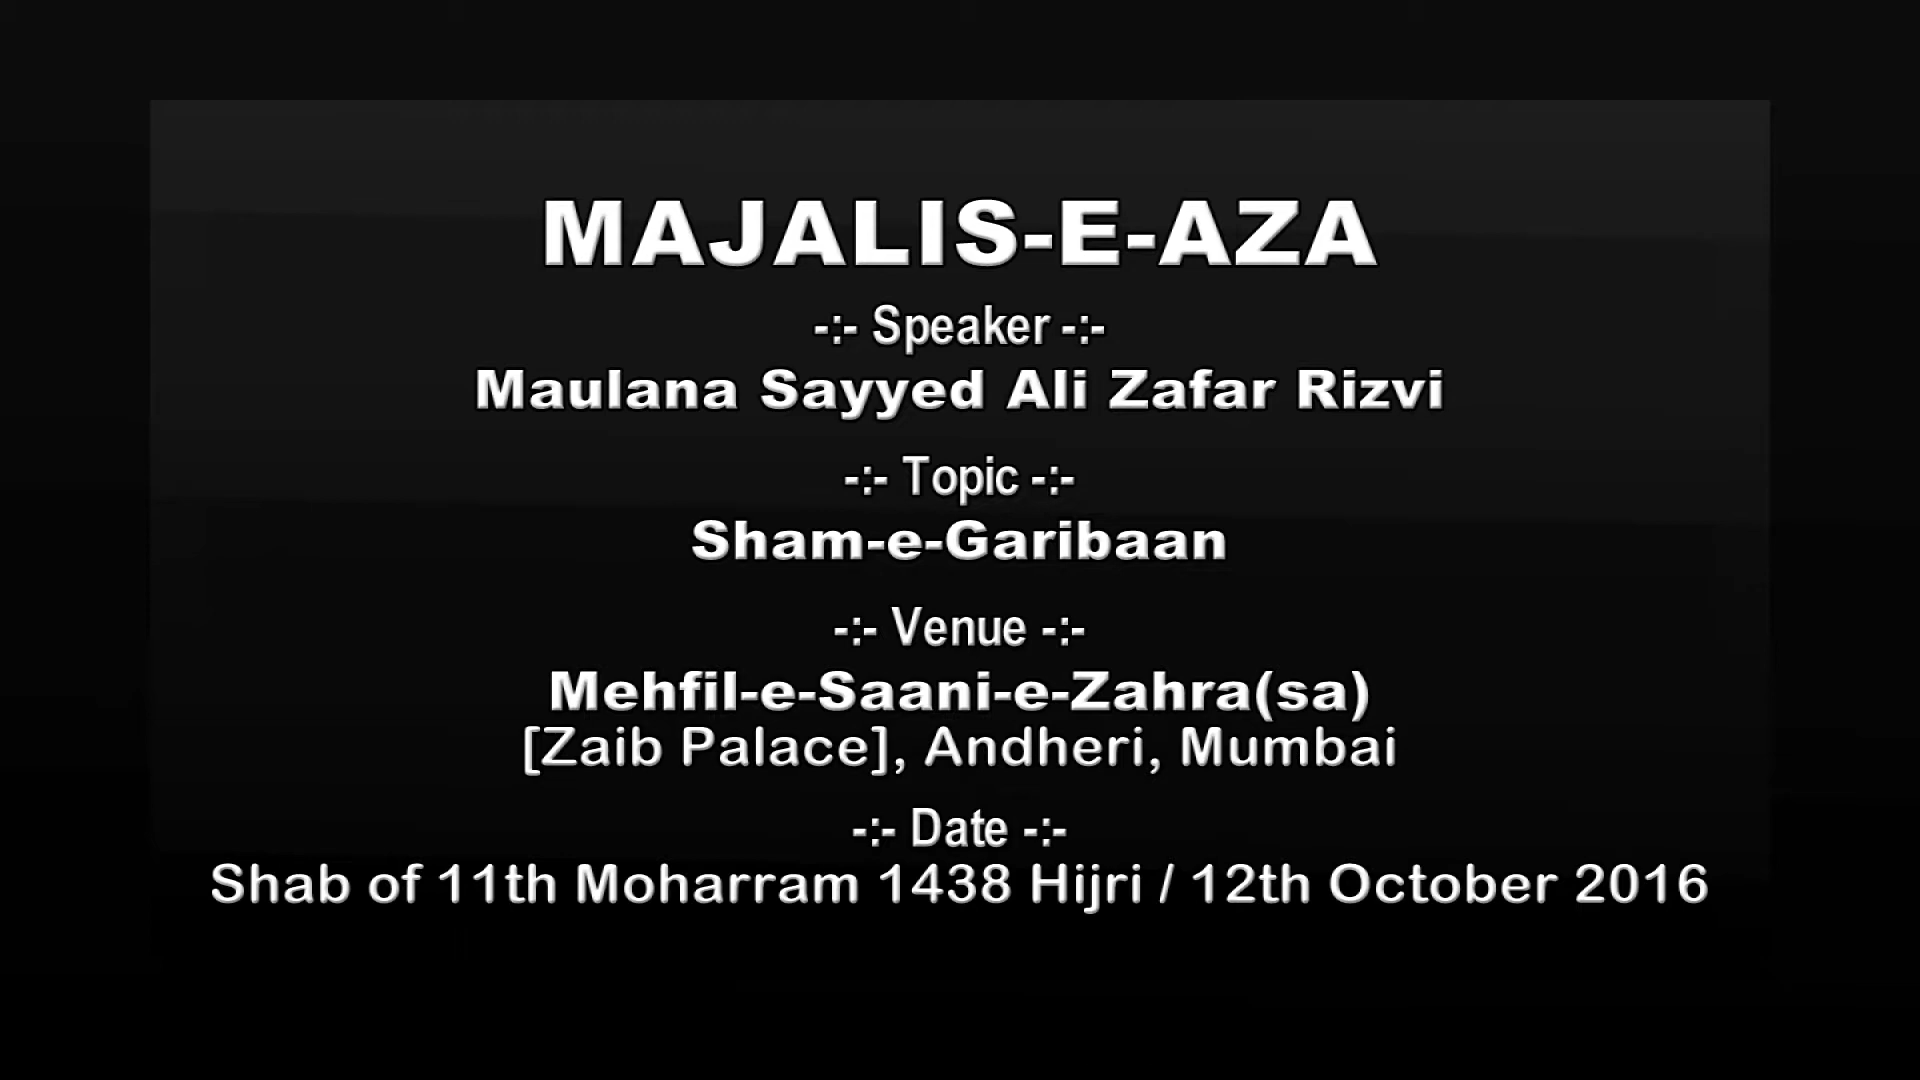 MAJALIS-E-AZA
-:- Speaker -:-
Maulana Sayyed Ali Zafar Rizvi
-:- Topic -:-
Sham-e-Garibaan
-:- Venue -:-
Mehfil-e-Saani-e-Zahra(sa)
[Zaib Palace], Andheri, Mumbai
-:- Date -:-
Shab of 11th Moharram 1438 Hijri / 12th October 2016